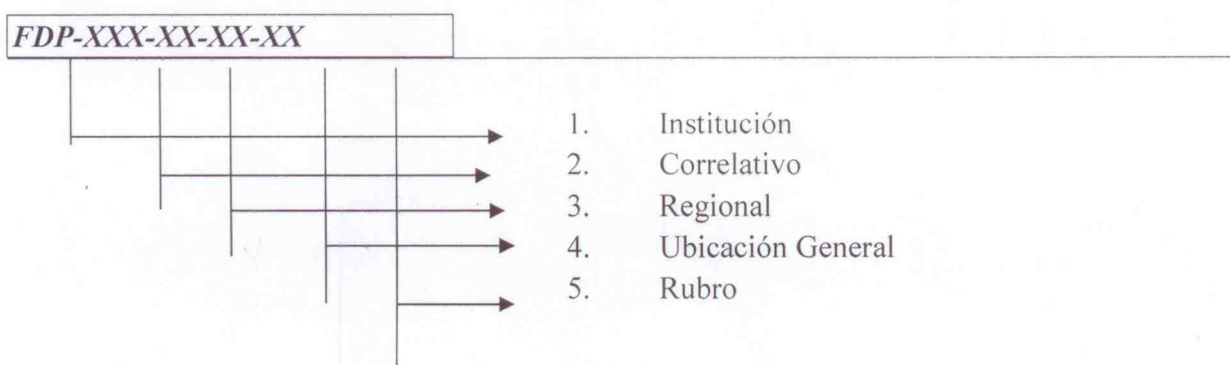 FDP-XXX-XX-XX-XX
1. Institución
2. Correlativo
3. Regional
4. Ubicación General
5. Rubro